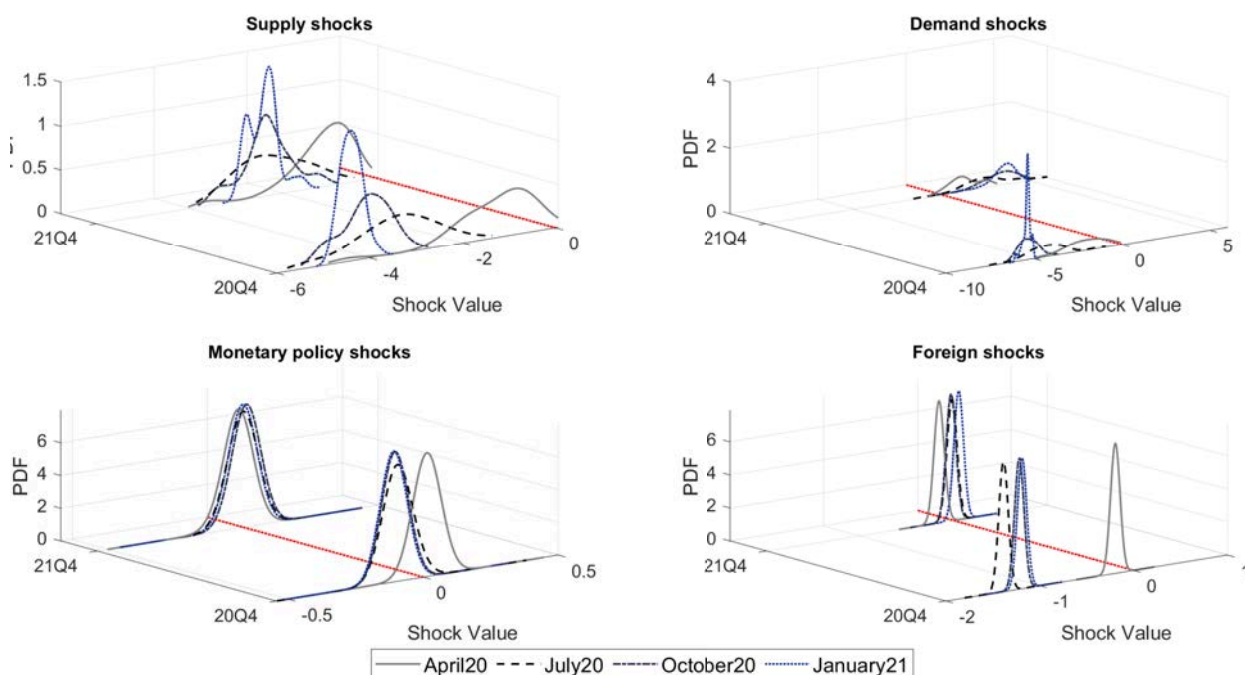 Supply shocks
1.5
1
0.5
0
21Q4
20Q4
-6
-4
-2
0
Shock Value
Demand shocks
4
2
0
PDF
21Q4
20Q4
-10
-5
0
5
Shock Value
Monetary policy shocks
6
4
2
0
PDF
21Q4
20Q4
-0.5
0
0.5
Shock Value
Foreign shocks
6
4
2
0
PDF
21Q4
20Q4
-2
-1
0
Shock Value
April20 July20 October20 January21